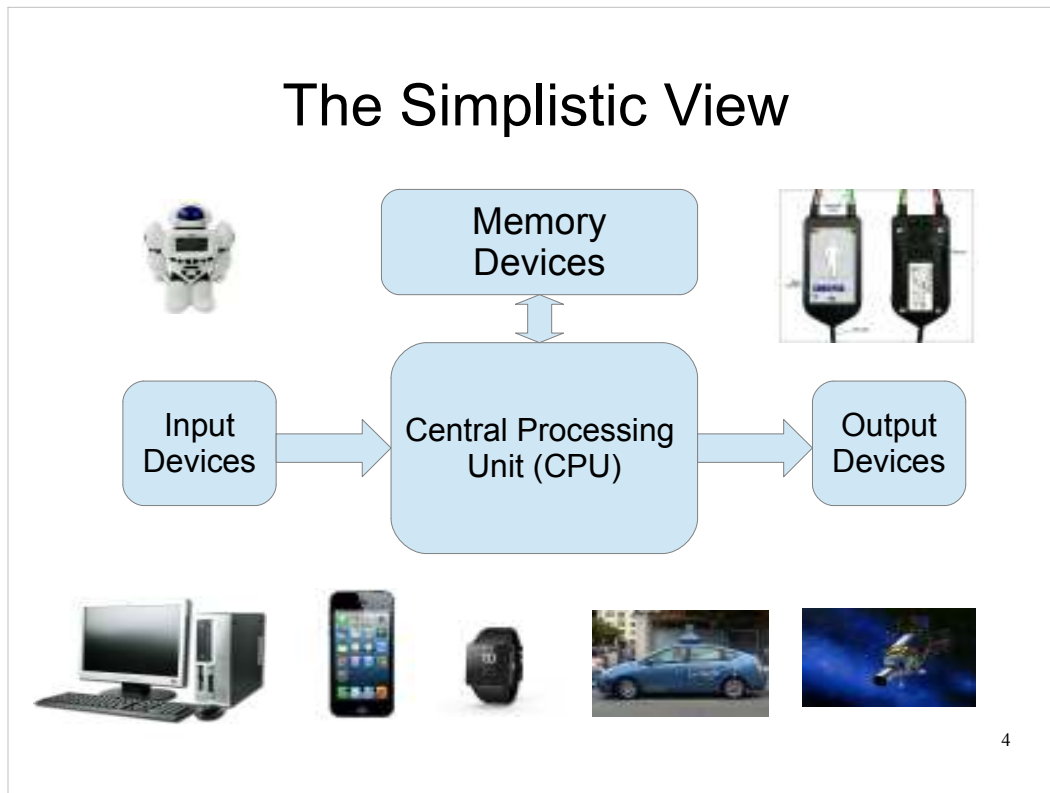 The Simplistic View
Memory
Devices
Input
Devices
Central Processing
Unit (CPU)
Output
Devices
4